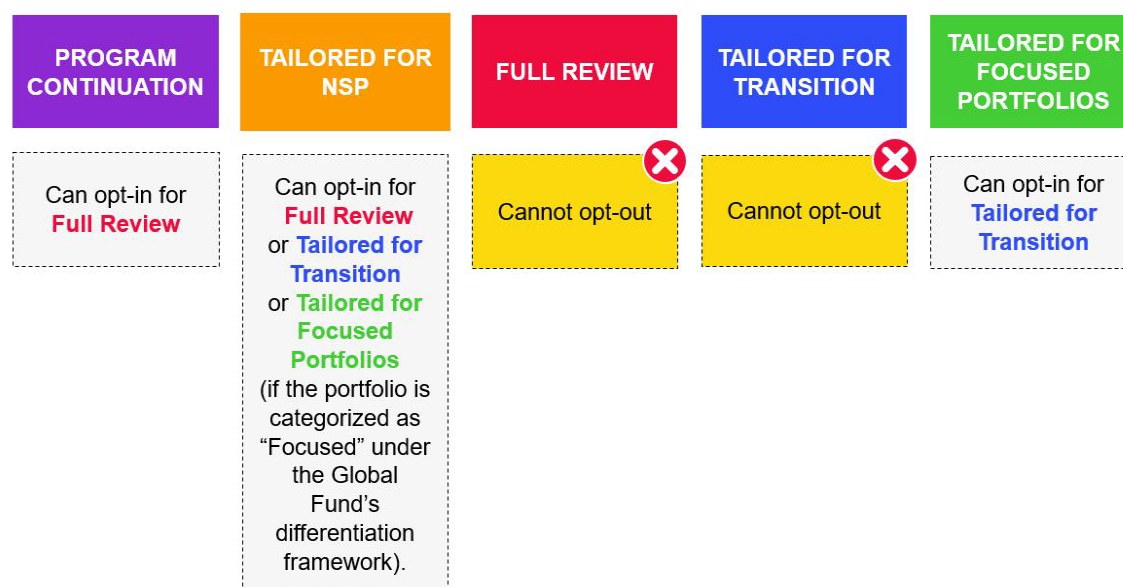 PROGRAM
CONTINUATION
TAILORED FOR
NSP
FULL REVIEW
TAILORED FOR
TRANSITION
TAILORED FOR
FOCUSED
PORTFOLIOS
Can opt-in for
Full Review
Can opt-in for
Full Review
or Tailored for
Transition
or Tailored for
Focused
Portfolios
(if the portfolio is
categorized as
“Focused” under
the Global
Fund’s
differentiation
framework).
Cannot opt-out
Cannot opt-out
Can opt-in for
Tailored for
Transition